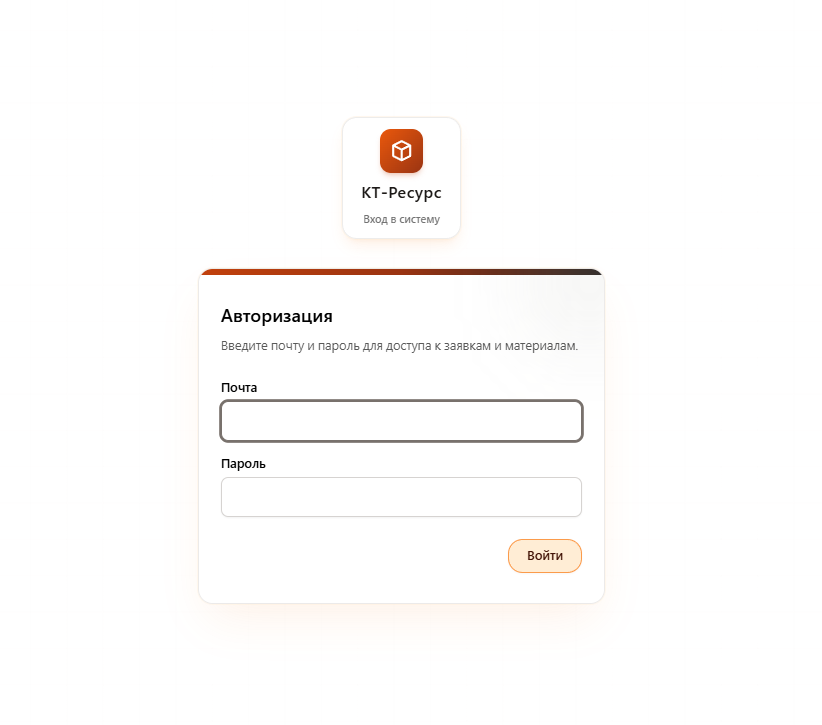 КТ-Ресурс
Вход в систему
Авторизация
Введите почту и пароль для доступа к заявкам и материалам.
Почта
Пароль
Войти